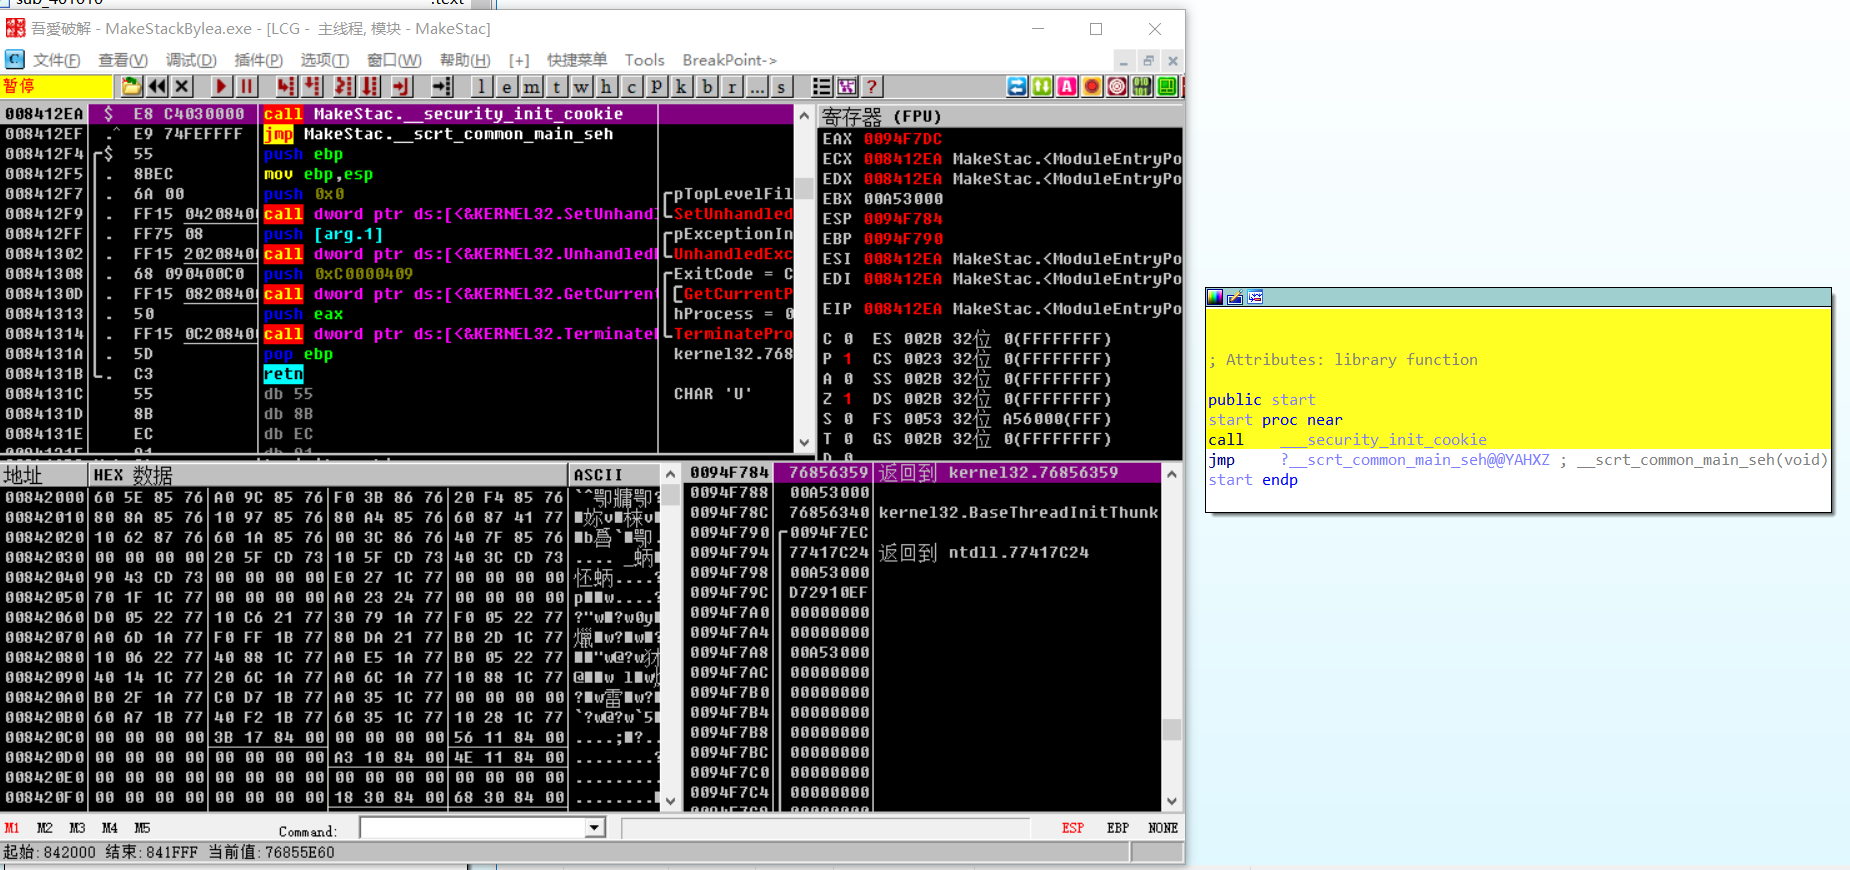 sub_401010 .text
吾愛破解 - MakeStackBylea.exe - [LCG - 主线程, 模块 - MakeStac]
文件(F) 查看(V) 调试(D) 插件(P) 选项(T) 窗口(W) 帮助(H) [+] 快捷菜单 Tools BreakPoint->
暂停 l e m t w h c P k b r ... s ?
008412EA $ E8 C4030000 call MakeStac.__security_init_cookie
008412EF .^ E9 74FEFFFF jmp MakeStac.__scrt_common_main_seh
008412F4 $ 55 push ebp
008412F5 . 8BEC mov ebp,esp
008412F7 . 6A 00 push 0x0 pTopLevelFil
008412F9 . FF15 04208400 call dword ptr ds:[<&KERNEL32.SetUnhandl SetUnhandled
008412FF . FF75 08 push [arg.1] pExceptionIn
00841302 . FF15 20208400 call dword ptr ds:[<&KERNEL32.Unhandled UnhandledExc
00841308 . 68 090400C0 push 0xC0000409 ExitCode = C
0084130D . FF15 08208400 call dword ptr ds:[<&KERNEL32.GetCurrent GetCurrentP
00841313 . 50 push eax hProcess = 0
00841314 . FF15 0C208400 call dword ptr ds:[<&KERNEL32.Terminate TerminatePro
0084131A . 5D pop ebp kernel32.768
0084131B . C3 retn
0084131C 55 db 55 CHAR 'U'
0084131D 8B db 8B
0084131E EC db EC
寄存器 (FPU)
EAX 0094F7DC
ECX 008412EA MakeStac.<ModuleEntryPo
EDX 008412EA MakeStac.<ModuleEntryPo
EBX 00A53000
ESP 0094F784
EBP 0094F790
ESI 008412EA MakeStac.<ModuleEntryPo
EDI 008412EA MakeStac.<ModuleEntryPo
EIP 008412EA MakeStac.<ModuleEntryPo
C 0 ES 002B 32位 0(FFFFFFFF)
P 1 CS 0023 32位 0(FFFFFFFF)
A 0 SS 002B 32位 0(FFFFFFFF)
Z 1 DS 002B 32位 0(FFFFFFFF)
S 0 FS 0053 32位 A56000(FFF)
T 0 GS 002B 32位 0(FFFFFFFF)
D 0
地址 HEX 数据 ASCII
00842000 60 5E 85 76 A0 9C 85 76 F0 3B 86 76 20 F4 85 76
00842010 80 8A 85 76 10 97 85 76 80 A4 85 76 60 87 41 77
00842020 10 62 87 76 60 1A 85 76 00 3C 86 76 40 7F 85 76
00842030 00 00 00 00 20 5F CD 73 10 5F CD 73 40 3C CD 73
00842040 90 43 CD 73 00 00 00 00 E0 27 1C 77 00 00 00 00
00842050 70 1F 1C 77 00 00 00 00 A0 23 24 77 00 00 00 00
00842060 D0 05 22 77 10 C6 21 77 30 79 1A 77 F0 05 22 77
00842070 A0 6D 1A 77 F0 FF 1B 77 80 DA 21 77 B0 2D 1C 77
00842080 10 06 22 77 40 88 1C 77 A0 E5 1A 77 B0 05 22 77
00842090 40 14 1C 77 20 6C 1A 77 A0 6C 1A 77 10 88 1C 77
008420A0 B0 2F 1A 77 C0 D7 1B 77 A0 35 1C 77 00 00 00 00
008420B0 60 A7 1B 77 40 F2 1B 77 60 35 1C 77 10 28 1C 77
008420C0 00 00 00 00 3B 17 84 00 00 00 00 00 56 11 84 00
008420D0 00 00 00 00 00 00 00 00 A3 10 84 00 4E 11 84 00
008420E0 00 00 00 00 00 00 00 00 00 00 00 00 00 00 00 00
008420F0 00 00 00 00 00 00 00 00 18 30 84 00 68 30 84 00
0094F784 76856359 返回到 kernel32.76856359
0094F788 00A53000
0094F78C 76856340 kernel32.BaseThreadInitThunk
0094F790 0094F7EC
0094F794 77417C24 返回到 ntdll.77417C24
0094F798 00A53000
0094F79C D72910EF
0094F7A0 00000000
0094F7A4 00000000
0094F7A8 00A53000
0094F7AC 00000000
0094F7B0 00000000
0094F7B4 00000000
0094F7B8 00000000
0094F7BC 00000000
0094F7C0 00000000
0094F7C4 00000000
M1 M2 M3 M4 M5 Command: ESP EBP NONE
起始:842000 结束:841FFF 当前值:76855E60
; Attributes: library function
public start
start proc near
call ___security_init_cookie
jmp ?__scrt_common_main_seh@@YAHXZ ; __scrt_common_main_seh(void)
start endp